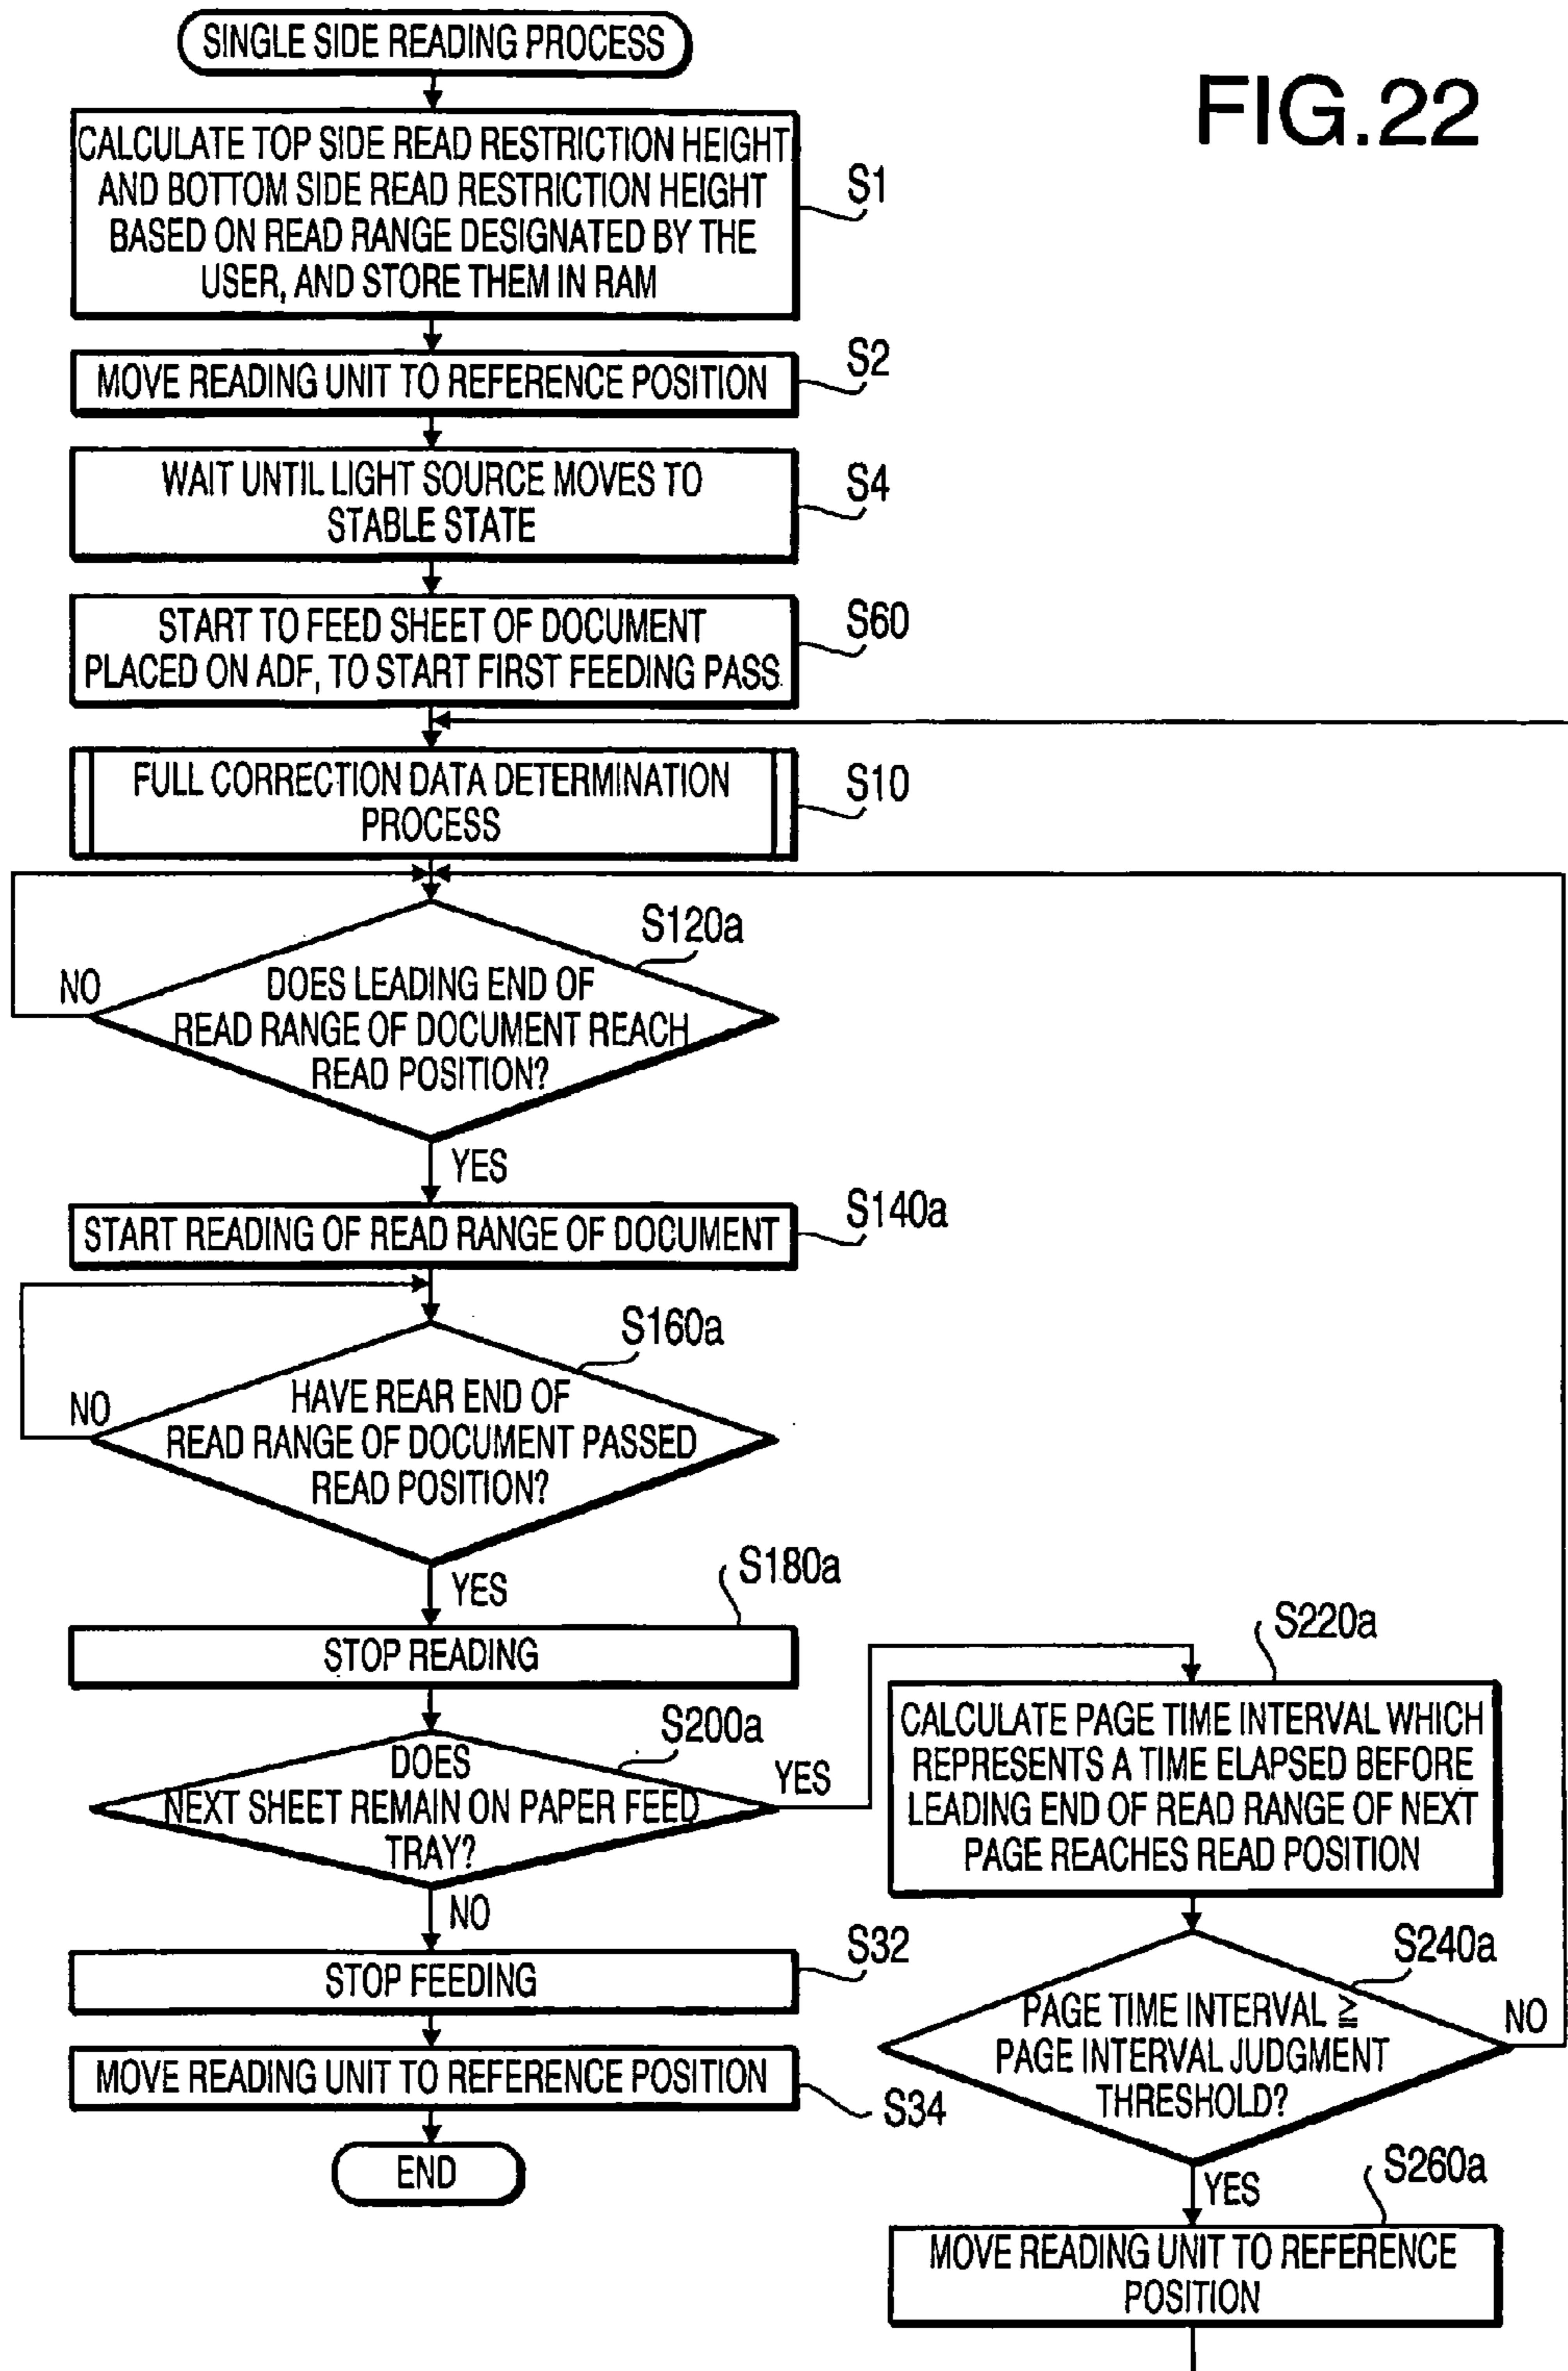 FIG.22
SINGLE SIDE READING PROCESS
CALCULATE TOP SIDE READ RESTRICTION HEIGHT
AND BOTTOM SIDE READ RESTRICTION HEIGHT
BASED ON READ RANGE DESIGNATED BY THE
USER, AND STORE THEM IN RAM
S1
MOVE READING UNIT TO REFERENCE POSITION
S2
WAIT UNTIL LIGHT SOURCE MOVES TO
STABLE STATE
S4
START TO FEED SHEET OF DOCUMENT
PLACED ON ADF, TO START FIRST FEEDING PASS
S60
FULL CORRECTION DATA DETERMINATION
PROCESS
S10
S120a
NO
DOES LEADING END OF
READ RANGE OF DOCUMENT REACH
READ POSITION?
YES
START READING OF READ RANGE OF DOCUMENT
S140a
S160a
NO
HAVE REAR END OF
READ RANGE OF DOCUMENT PASSED
READ POSITION?
YES
S180a
STOP READING
S200a
DOES
NEXT SHEET REMAIN ON PAPER FEED
TRAY?
YES
NO
STOP FEEDING
S32
MOVE READING UNIT TO REFERENCE POSITION
S34
END
S220a
CALCULATE PAGE TIME INTERVAL WHICH
REPRESENTS A TIME ELAPSED BEFORE
LEADING END OF READ RANGE OF NEXT
PAGE REACHES READ POSITION
S240a
PAGE TIME INTERVAL ≧
PAGE INTERVAL JUDGMENT
THRESHOLD?
NO
YES
S260a
MOVE READING UNIT TO REFERENCE
POSITION